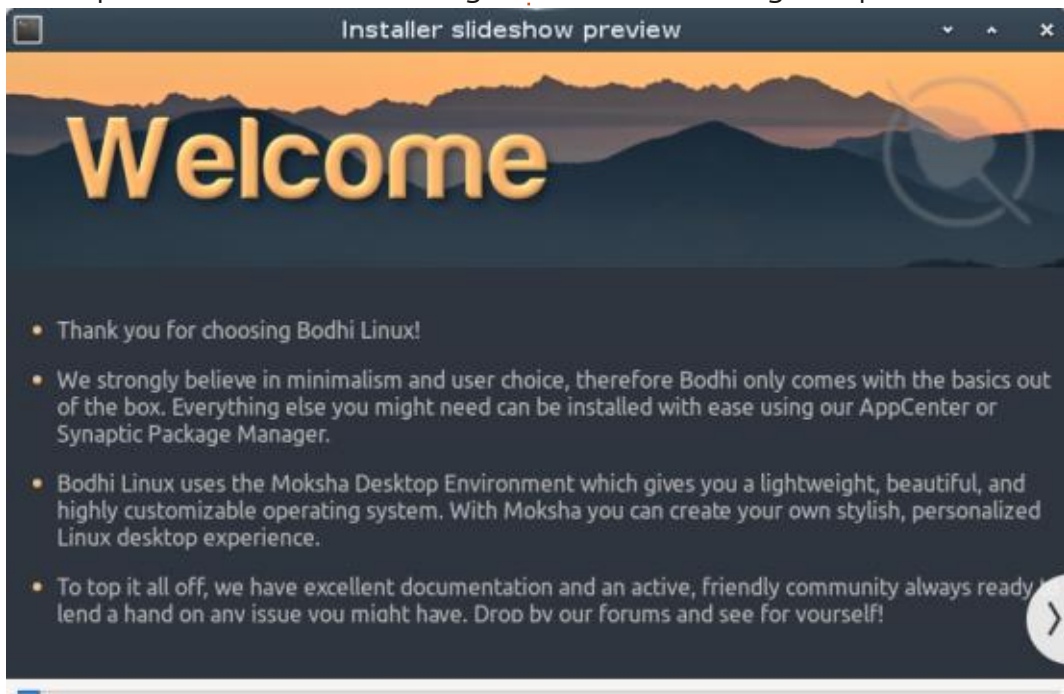 Installer slideshow preview
Welcome
Thank you for choosing Bodhi Linux!
We strongly believe in minimalism and user choice, therefore Bodhi only comes with the basics out
of the box. Everything else you might need can be installed with ease using our AppCenter or
Synaptic Package Manager.
Bodhi Linux uses the Moksha Desktop Environment which gives you a lightweight, beautiful, and
highly customizable operating system. With Moksha you can create your own stylish, personalized
Linux desktop experience.
To top it all off, we have excellent documentation and an active, friendly community always ready
lend a hand on any issue you might have. Drop by our forums and see for yourself!